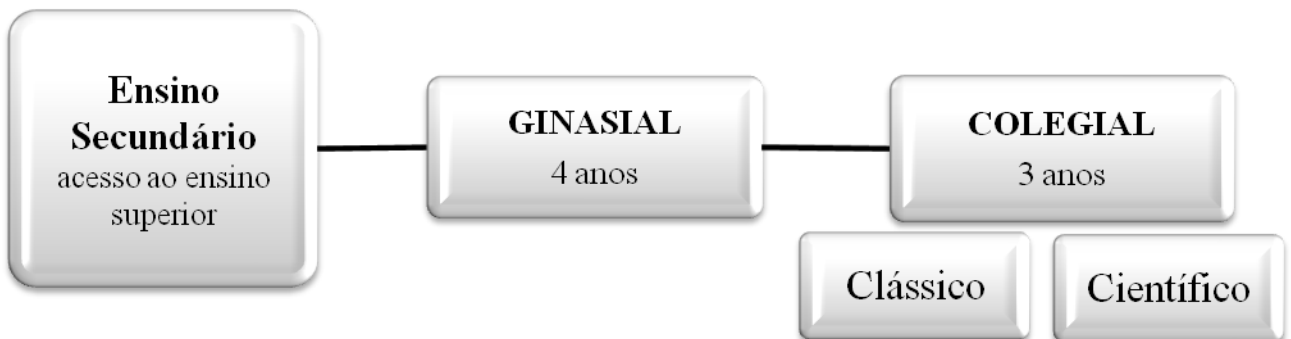 Ensino
Secundário
acesso ao ensino
superior
GINASIAL
4 anos
COLEGIAL
3 anos
Clássico
Científico